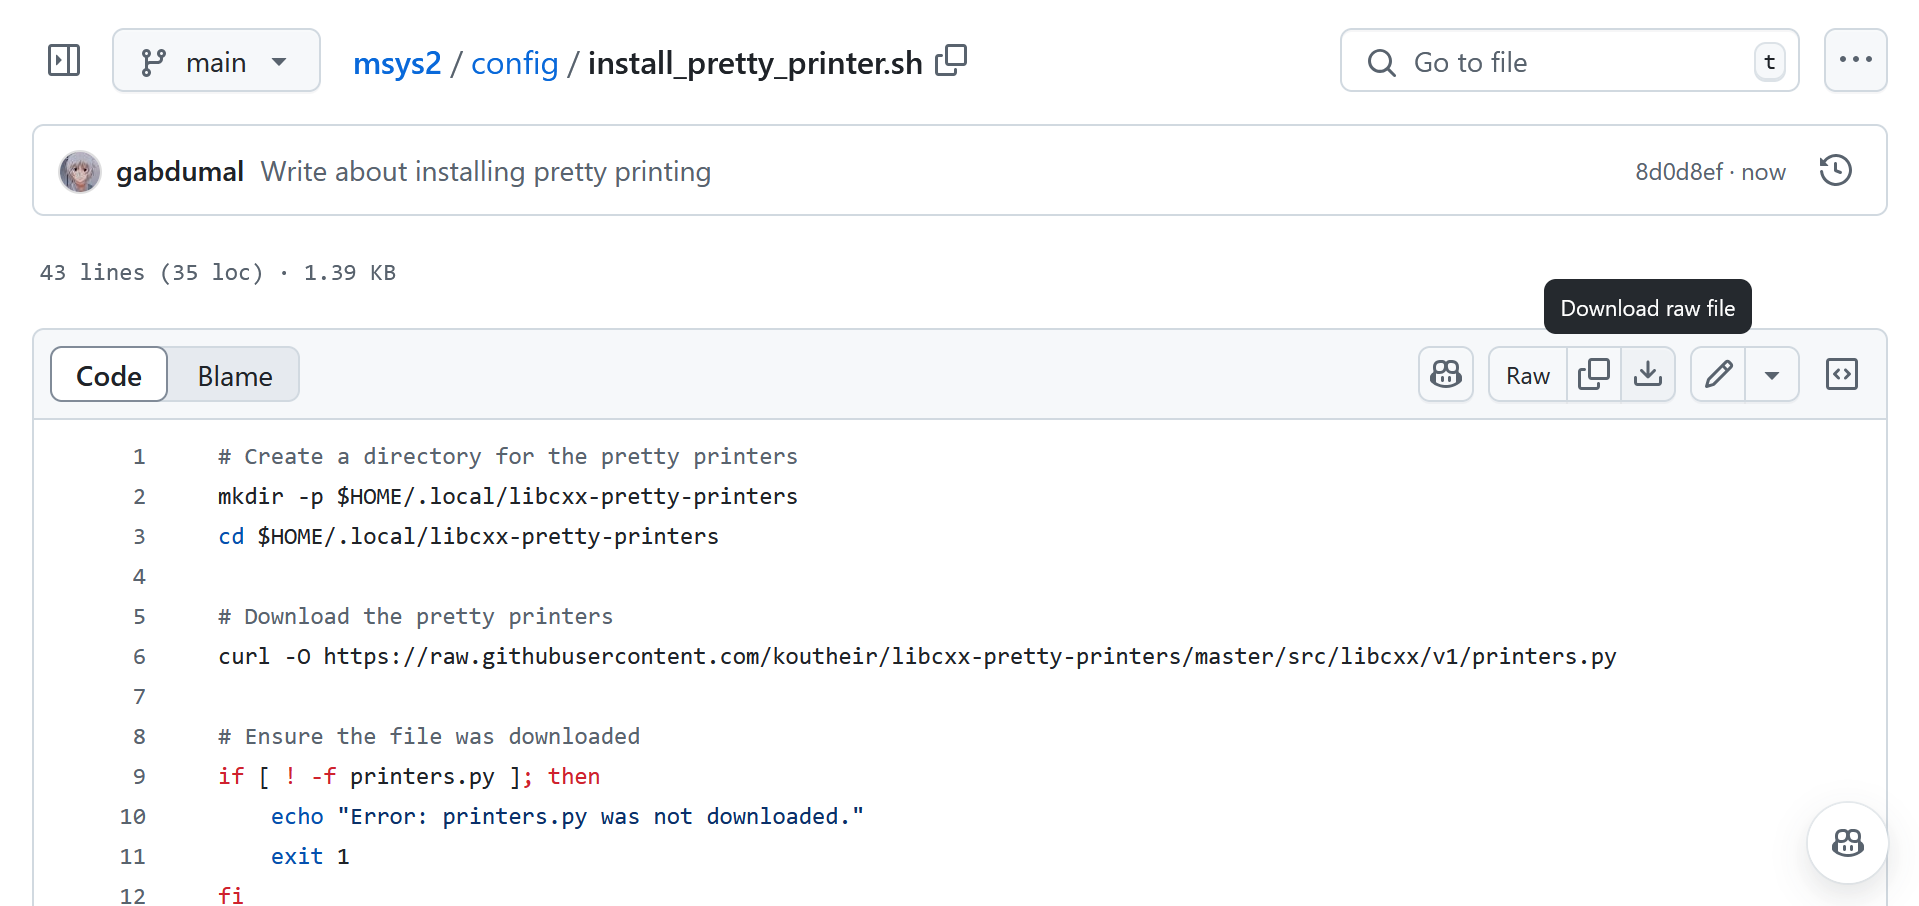 main
msys2 / config / install_pretty_printer.sh
Go to file
t
gabdumal Write about installing pretty printing
8d0d8ef · now
43 lines (35 loc) · 1.39 KB
Download raw file
Code Blame
Raw
1 # Create a directory for the pretty printers
2 mkdir -p $HOME/.local/libcxx-pretty-printers
3 cd $HOME/.local/libcxx-pretty-printers
4
5 # Download the pretty printers
6 curl -O https://raw.githubusercontent.com/koutheir/libcxx-pretty-printers/master/src/libcxx/v1/printers.py
7
8 # Ensure the file was downloaded
9 if [ ! -f printers.py ]; then
10 echo "Error: printers.py was not downloaded."
11 exit 1
12 fi